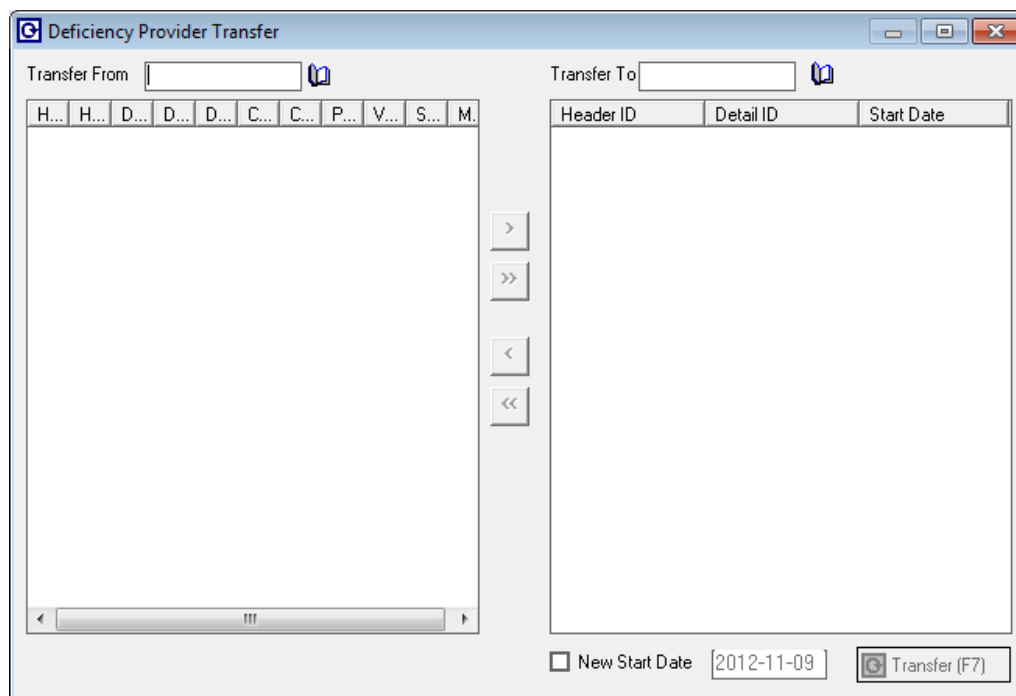 Deficiency Provider Transfer
Transfer From
Transfer To
H... H... D... D... D... C... C... P... V... S... M.
Header ID Detail ID Start Date
>
>>
<
<<
New Start Date 2012-11-09 Transfer (F7)